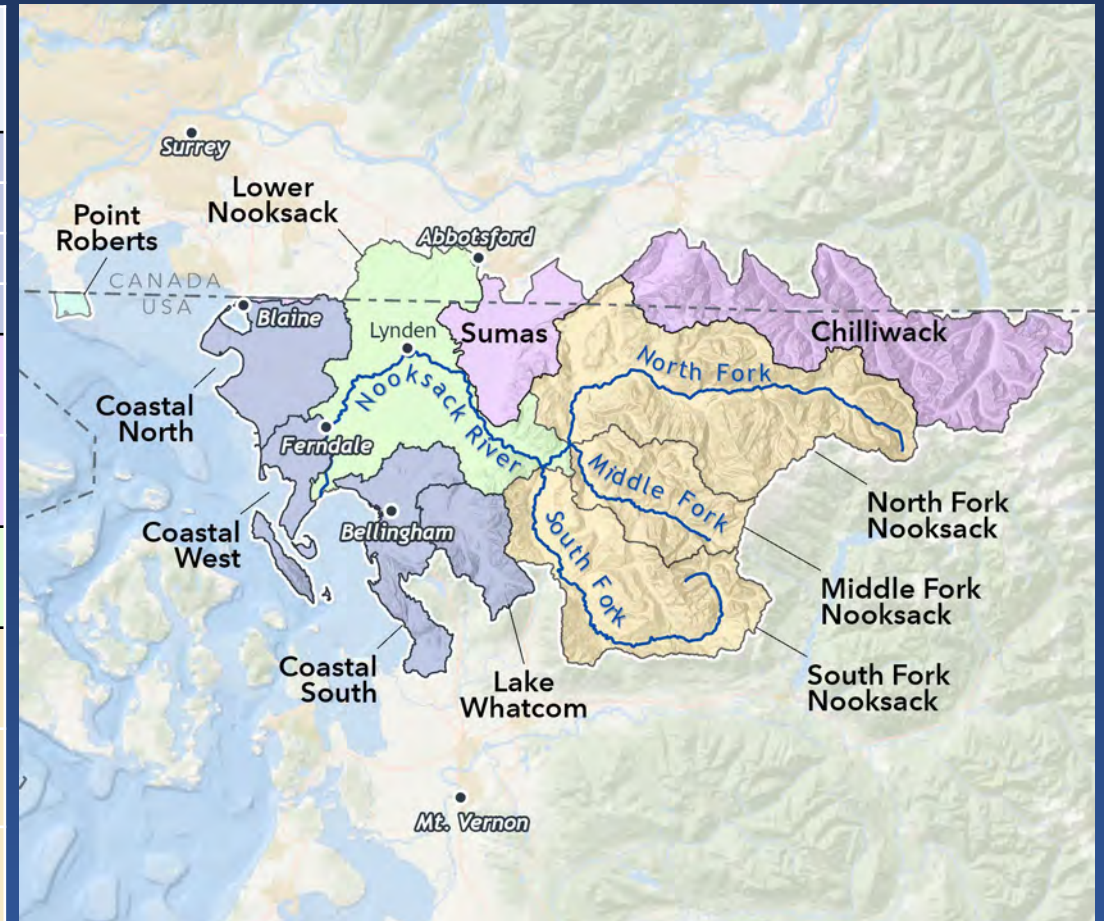 Surrey
Lower
Nooksack
Point
Roberts
Abbotsford
CANADA
USA
Blaine
Lynden
Sumas
Chilliwack
North Fork
Nooksack River
Coastal
North
Ferndale
Middle Fork
North Fork
Nooksack
Coastal
West
Bellingham
South Fork
Middle Fork
Nooksack
Coastal
South
Lake
Whatcom
South Fork
Nooksack
Mt. Vernon